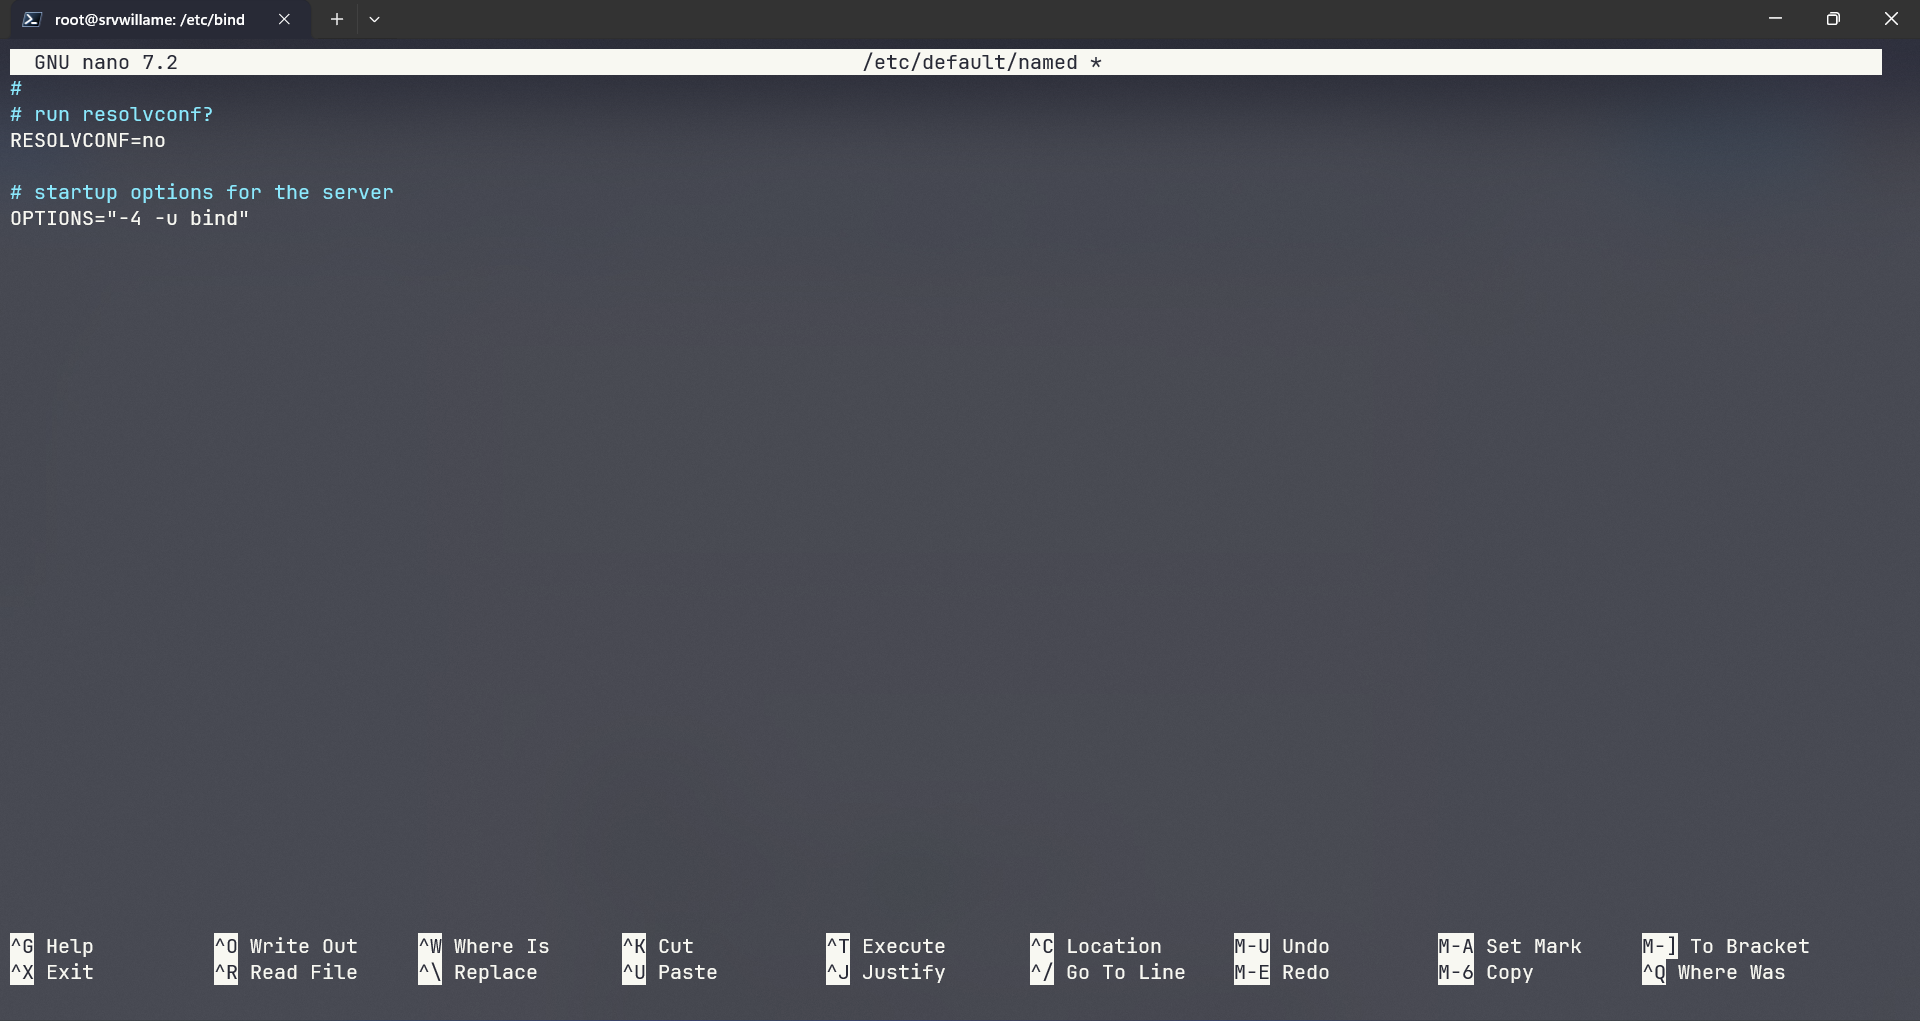 root@srvwillame: /etc/bind
GNU nano 7.2 /etc/default/named *
#
# run resolvconf?
RESOLVCONF=no
# startup options for the server
OPTIONS="-4 -u bind"
^G Help ^O Write Out ^W Where Is ^K Cut ^T Execute ^C Location M-U Undo M-A Set Mark M-] To Bracket
^X Exit ^R Read File ^\ Replace ^U Paste ^J Justify ^/ Go To Line M-E Redo M-6 Copy ^Q Where Was